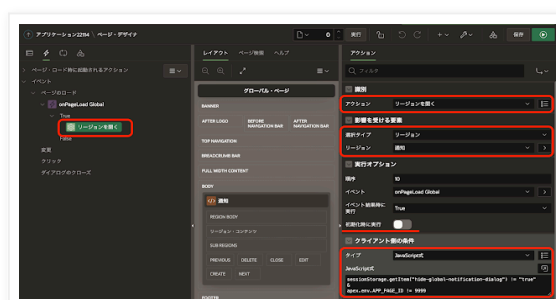 アプリケーション22114 \ ページ・デザイナ
0
実行
保存
ページ・ロード時に起動されるアクション
イベント
ページのロード
onPageLoad Global
True
リージョンを開く
False
変更
クリック
ダイアログのクローズ
レイアウト ページ検索 ヘルプ
グローバル・ページ
BANNER
AFTER LOGO
BEFORE NAVIGATION BAR
AFTER NAVIGATION BAR
TOP NAVIGATION
BREADCRUMB BAR
FULL WIDTH CONTENT
BODY
通知
REGION BODY
リージョン・コンテンツ
SUB REGIONS
PREVIOUS DELETE CLOSE EDIT
CREATE NEXT
FOOTER
アクション
フィルタ
識別
アクション リージョンを開く
影響を受ける要素
選択タイプ リージョン
リージョン 通知
実行オプション
順序 10
イベント onPageLoad Global
イベント結果時に実行 True
初期化時に実行
クライアント側の条件
タイプ JavaScript式
JavaScript式
sessionStorage.getItem("hide-global-notification-dialog") != "true"
&
apex.env.APP_PAGE_ID != 9999